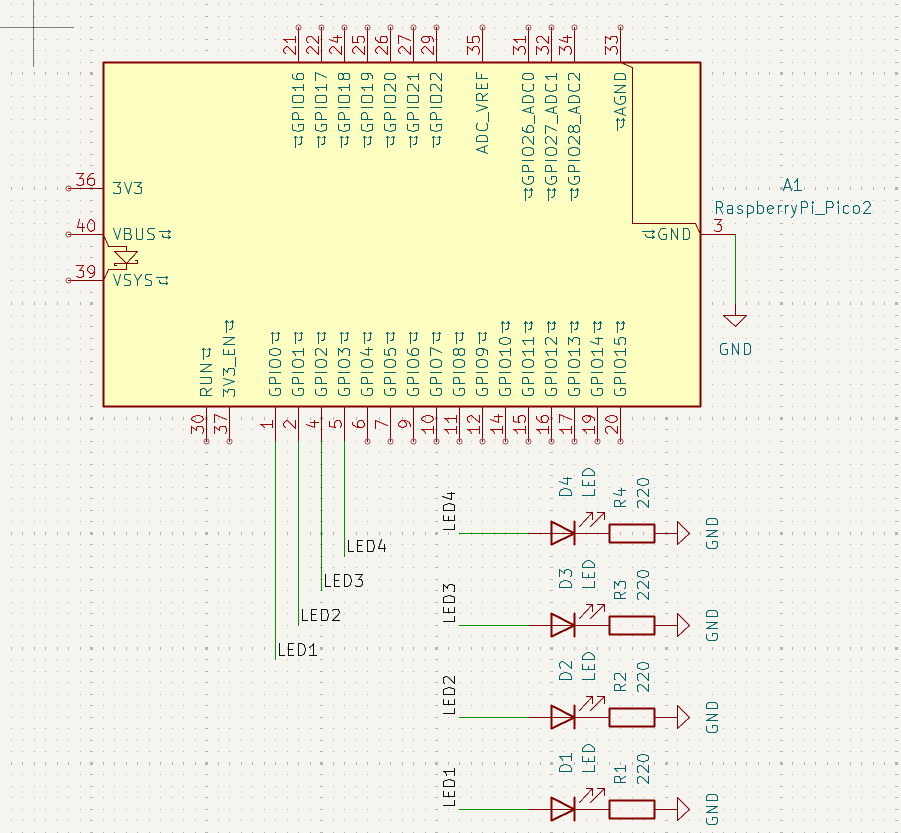 21
22
24
25
26
27
29
35
31
32
34
33
GPIO16
GPIO17
GPIO18
GPIO19
GPIO20
GPIO21
GPIO22
ADC_VREF
GPIO26_ADC0
GPIO27_ADC1
GPIO28_ADC2
AGND
36
3V3
A1
RaspberryPi_Pico2
40
VBUS
GND
3
39
VSYS
GND
RUN
3V3_EN
GPIO0
GPIO1
GPIO2
GPIO3
GPIO4
GPIO5
GPIO6
GPIO7
GPIO8
GPIO9
GPIO10
GPIO11
GPIO12
GPIO13
GPIO14
GPIO15
30
37
1
2
4
5
6
7
9
10
11
12
14
15
16
17
19
20
LED4
LED3
LED2
LED1
LED4
D4
LED
R4
220
GND
LED3
D3
LED
R3
220
GND
LED2
D2
LED
R2
220
GND
LED1
D1
LED
R1
220
GND